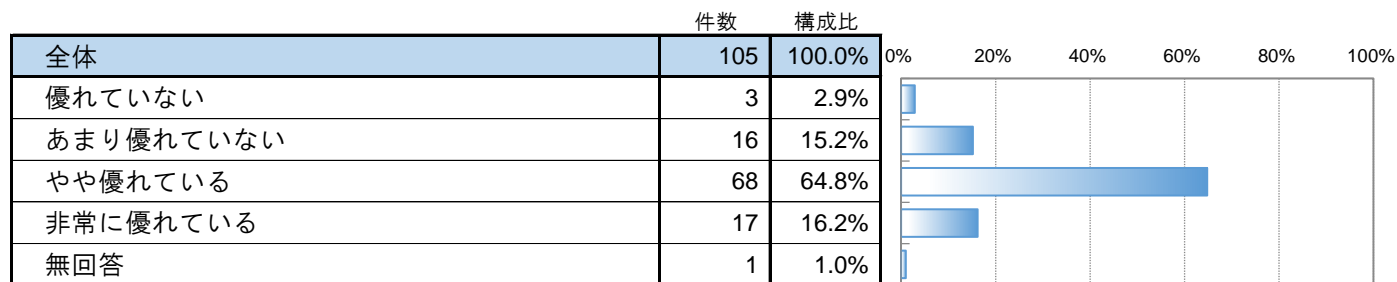 件数 構成比
全体 105 100.0% 0% 20% 40% 60% 80% 100%
優れていない 3 2.9%
あまり優れていない 16 15.2%
やや優れている 68 64.8%
非常に優れている 17 16.2%
無回答 1 1.0%